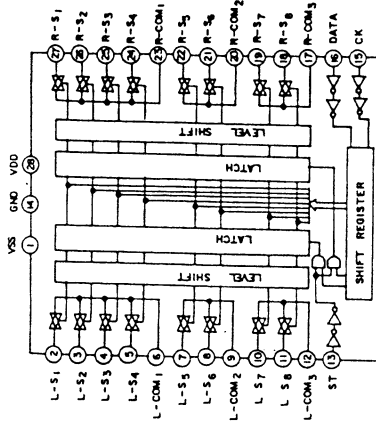 VSS GND VDD
1 14 28
L-S1 2 27 R-S1
L-S2 3 26 R-S2
L-S3 4 25 R-S3
L-S4 5 24 R-S4
L-COM1 6 23 R-COM1
L-S5 7 22 R-S5
L-S6 8 21 R-S6
L-COM2 9 20 R-COM2
L S7 10 19 R-S7
L-S8 11 18 R-S8
L-COM3 12 17 R-COM3
ST 13 16 DATA
15 CK
LEVEL SHIFT
LATCH
LATCH
LEVEL SHIFT
SHIFT REGISTER